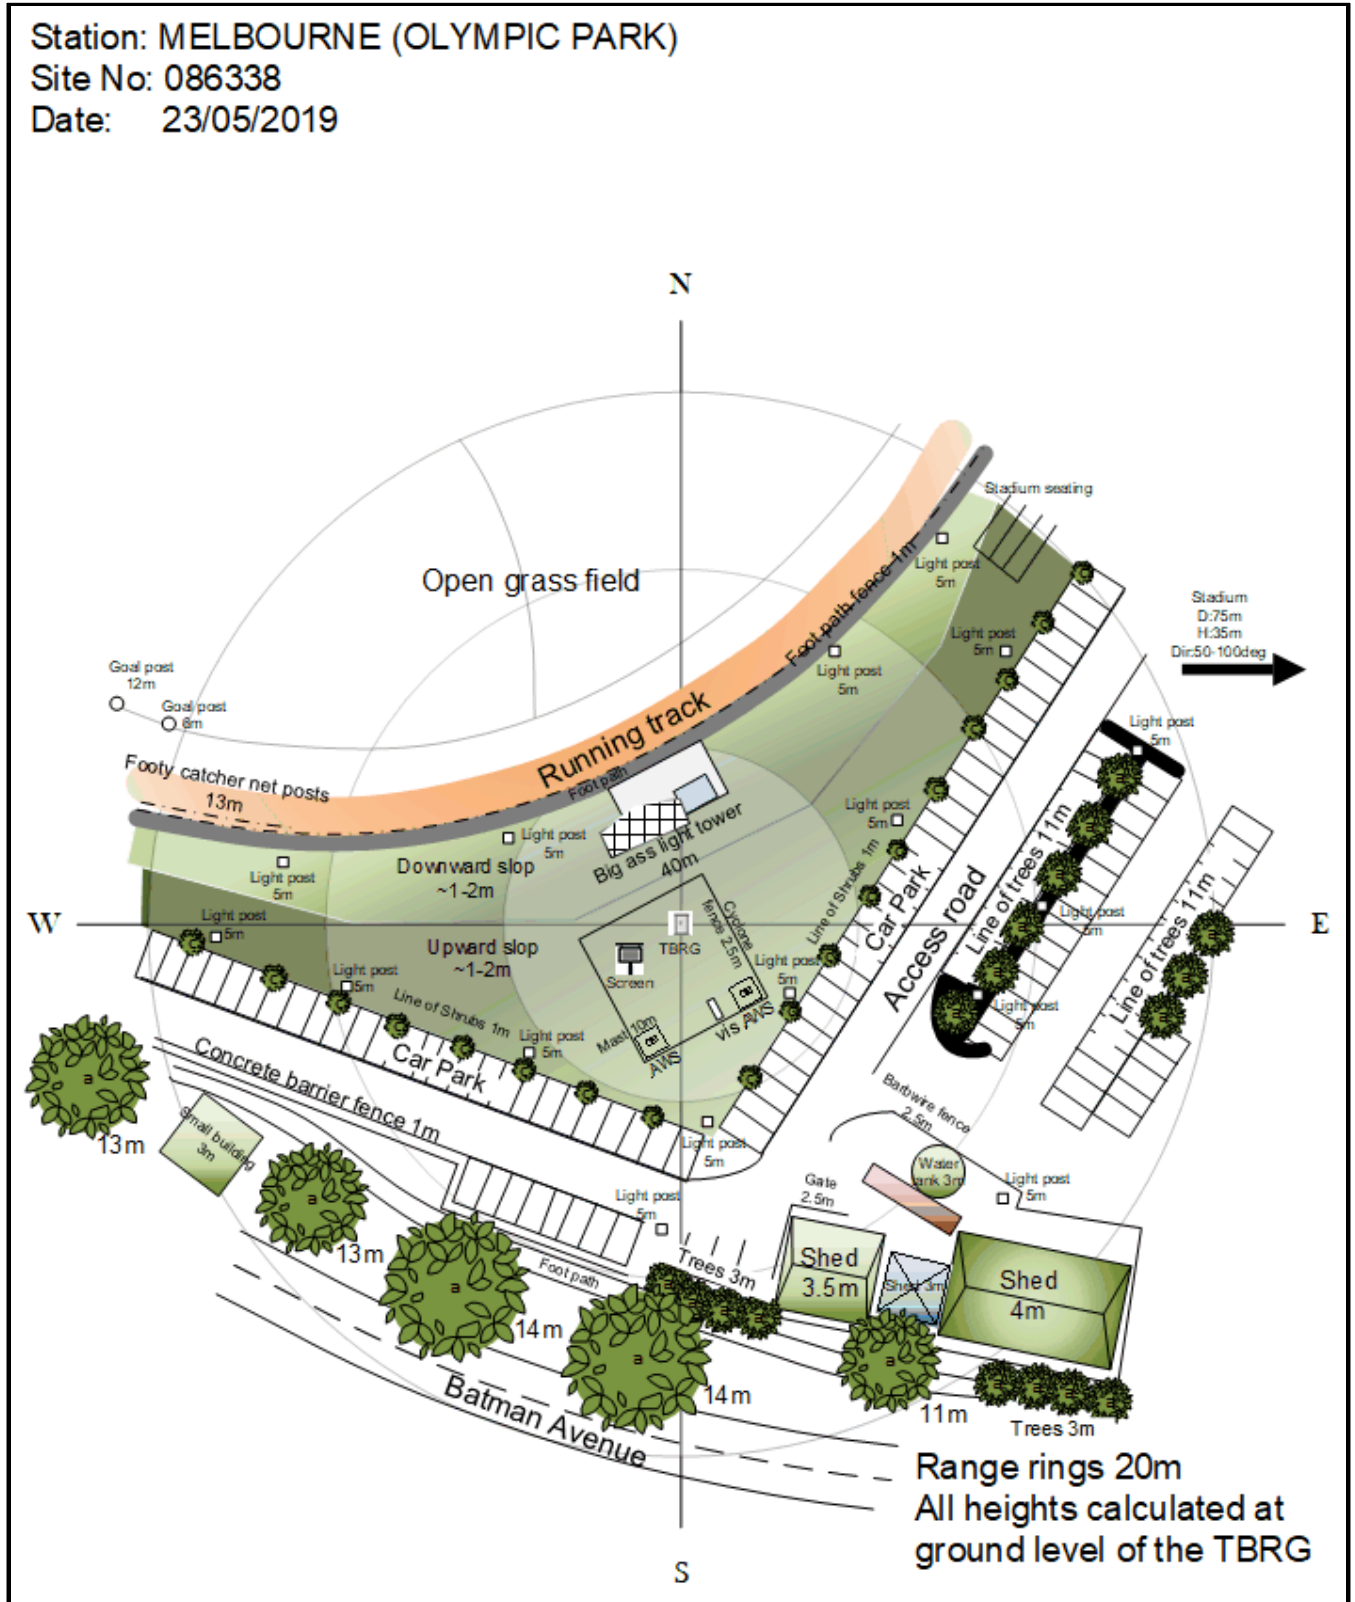 Station: MELBOURNE (OLYMPIC PARK)
Site No: 086338
Date: 23/05/2019
N
Stadium seating
Open grass field
Foot path fence 1m
Light post
5m
Stadium
D:75m
H:35m
Dir:50-100deg
Light post
5m
Light post
5m
Goal post
12m
Goal post
6m
Running track
Light post
5m
Footy catcher net posts
13m
Foot path
Light post
5m
Light post
5m
Big ass light tower
40m
Line of Shrubs 1m
Car Park
Line of trees 11m
Line of trees 11m
Downward slop
~1-2m
Light post
5m
Light post
5m
W
E
Cyclone
fence 2.5m
TBRG
Access road
Light post
5m
Upward slop
~1-2m
Screen
Light post
5m
Light post
5m
Line of Shrubs 1m
Light post
5m
Mast 10m
AWS
vis AWS
Light post
5m
Car Park
Concrete barrier fence 1m
Barbwire fence
2.5m
a
13m
Small building
3m
Light post
5m
Water
tank 3m
Light post
5m
Gate
2.5m
a
13m
Light post
5m
Trees 3m
Foot path
Shed
3.5m
Shed 3m
Shed
4m
a
14m
a
14m
a
11m
Trees 3m
Batman Avenue
Range rings 20m
All heights calculated at
ground level of the TBRG
S